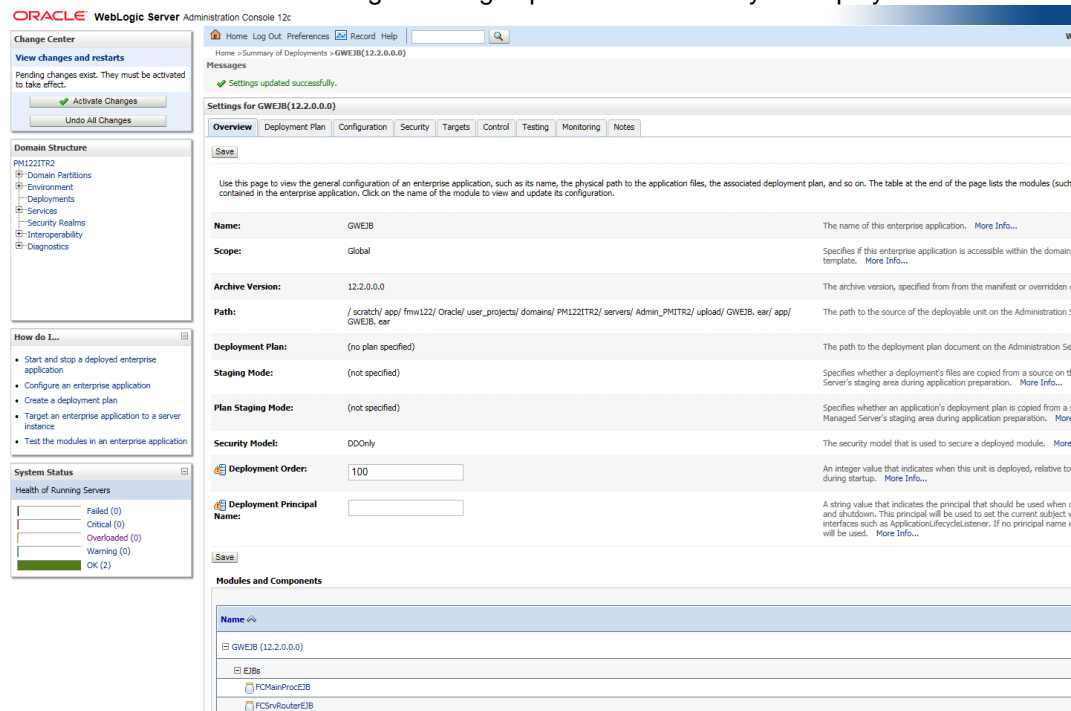 ORACLE WebLogic Server Administration Console 12c
Change Center
View changes and restarts
Pending changes exist. They must be activated
to take effect.
Activate Changes
Undo All Changes
Domain Structure
PM122ITR2
Domain Partitions
Environment
Deployments
Services
Security Realms
Interoperability
Diagnostics
How do I...
Start and stop a deployed enterprise
application
Configure an enterprise application
Create a deployment plan
Target an enterprise application to a server
instance
Test the modules in an enterprise application
System Status
Health of Running Servers
Failed (0)
Critical (0)
Overloaded (0)
Warning (0)
OK (2)
Home Log Out Preferences Record Help
Home >Summary of Deployments >GWEJB(12.2.0.0.0)
Messages
Settings updated successfully.
Settings for GWEJB(12.2.0.0.0)
Overview Deployment Plan Configuration Security Targets Control Testing Monitoring Notes
Save
Use this page to view the general configuration of an enterprise application, such as its name, the physical path to the application files, the associated deployment plan, and so on. The table at the end of the page lists the modules (such
contained in the enterprise application. Click on the name of the module to view and update its configuration.
Name: GWEJB The name of this enterprise application. More Info...
Scope: Global Specifies if this enterprise application is accessible within the domain
template. More Info...
Archive Version: 12.2.0.0.0 The archive version, specified from from the manifest or overridden
Path: / scratch/ app/ fmw122/ Oracle/ user_projects/ domains/ PM122ITR2/ servers/ Admin_PMITR2/ upload/ GWEJB. ear/ app/ The path to the source of the deployable unit on the Administration
GWEJB. ear
Deployment Plan: (no plan specified) The path to the deployment plan document on the Administration Se
Staging Mode: (not specified) Specifies whether a deployment's files are copied from a source on
Server's staging area during application preparation. More Info...
Plan Staging Mode: (not specified) Specifies whether an application's deployment plan is copied from a
Managed Server's staging area during application preparation. More
Security Model: DDOnly The security model that is used to secure a deployed module. More
Deployment Order: 100 An integer value that indicates when this unit is deployed, relative to
during startup. More Info...
Deployment Principal A string value that indicates the principal that should be used when
Name: and shutdown. This principal will be used to set the current subject
interfaces such as ApplicationLifecycleListener. If no principal name
will be used. More Info...
Save
Modules and Components
Name
GWEJB (12.2.0.0.0)
EJBs
FCMainProcEJB
FCSrvRouterEJB